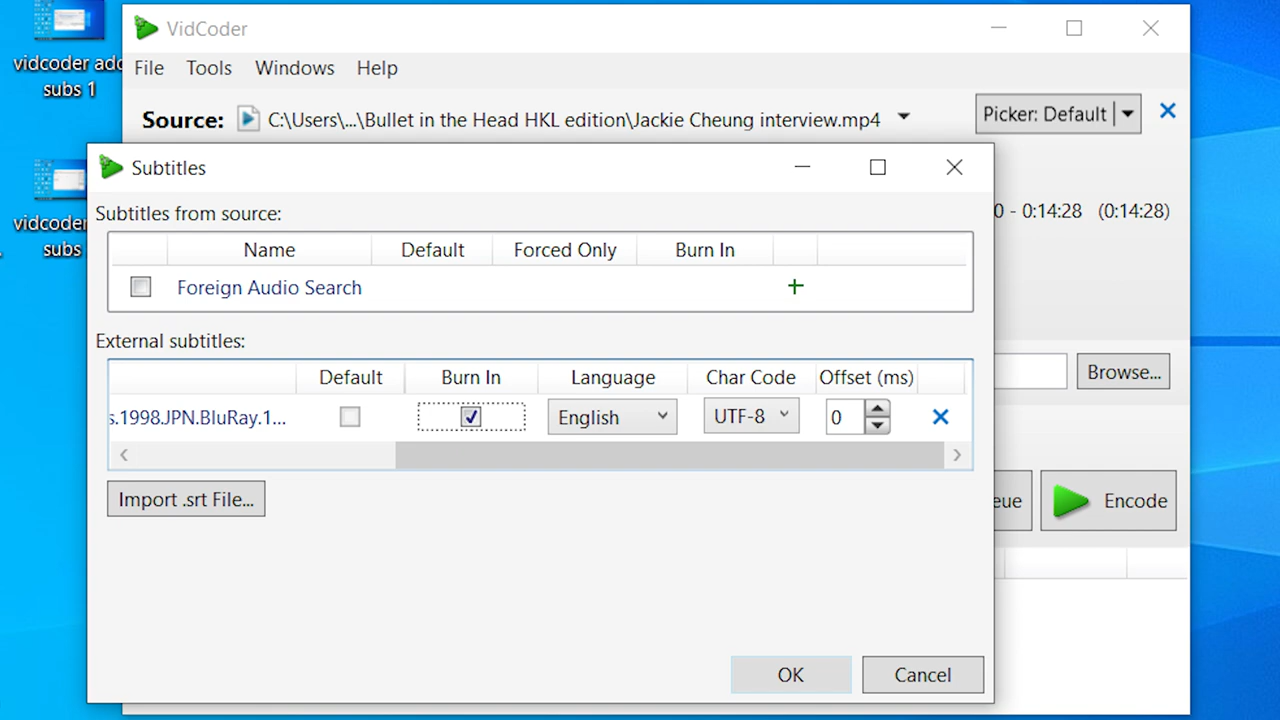 vidcoder add
subs 1
vidcoder
subs
VidCoder
File Tools Windows Help
Source: C:\Users\...\Bullet in the Head HKL edition\Jackie Cheung interview.mp4 Picker: Default
0 - 0:14:28 (0:14:28)
Subtitles
Subtitles from source:
Name Default Forced Only Burn In
Foreign Audio Search +
External subtitles:
Default Burn In Language Char Code Offset (ms)
s.1998.JPN.BluRay.1... English UTF-8 0
Import .srt File...
Browse...
eue Encode
OK Cancel